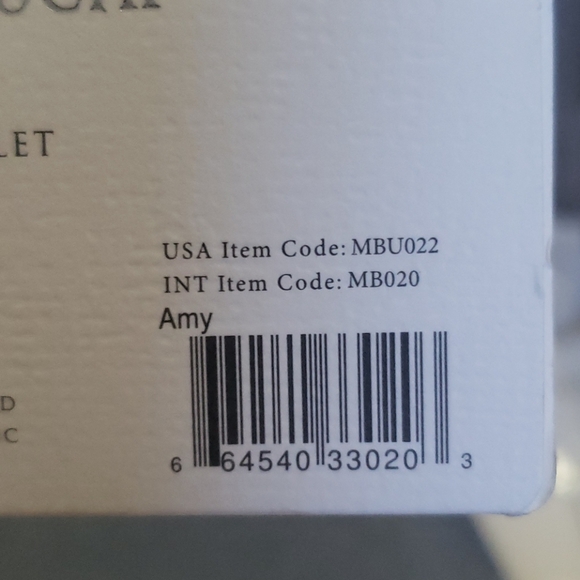 LET
USA Item Code: MBU022
INT Item Code: MB020
Amy
D
C
6 64540 33020 3